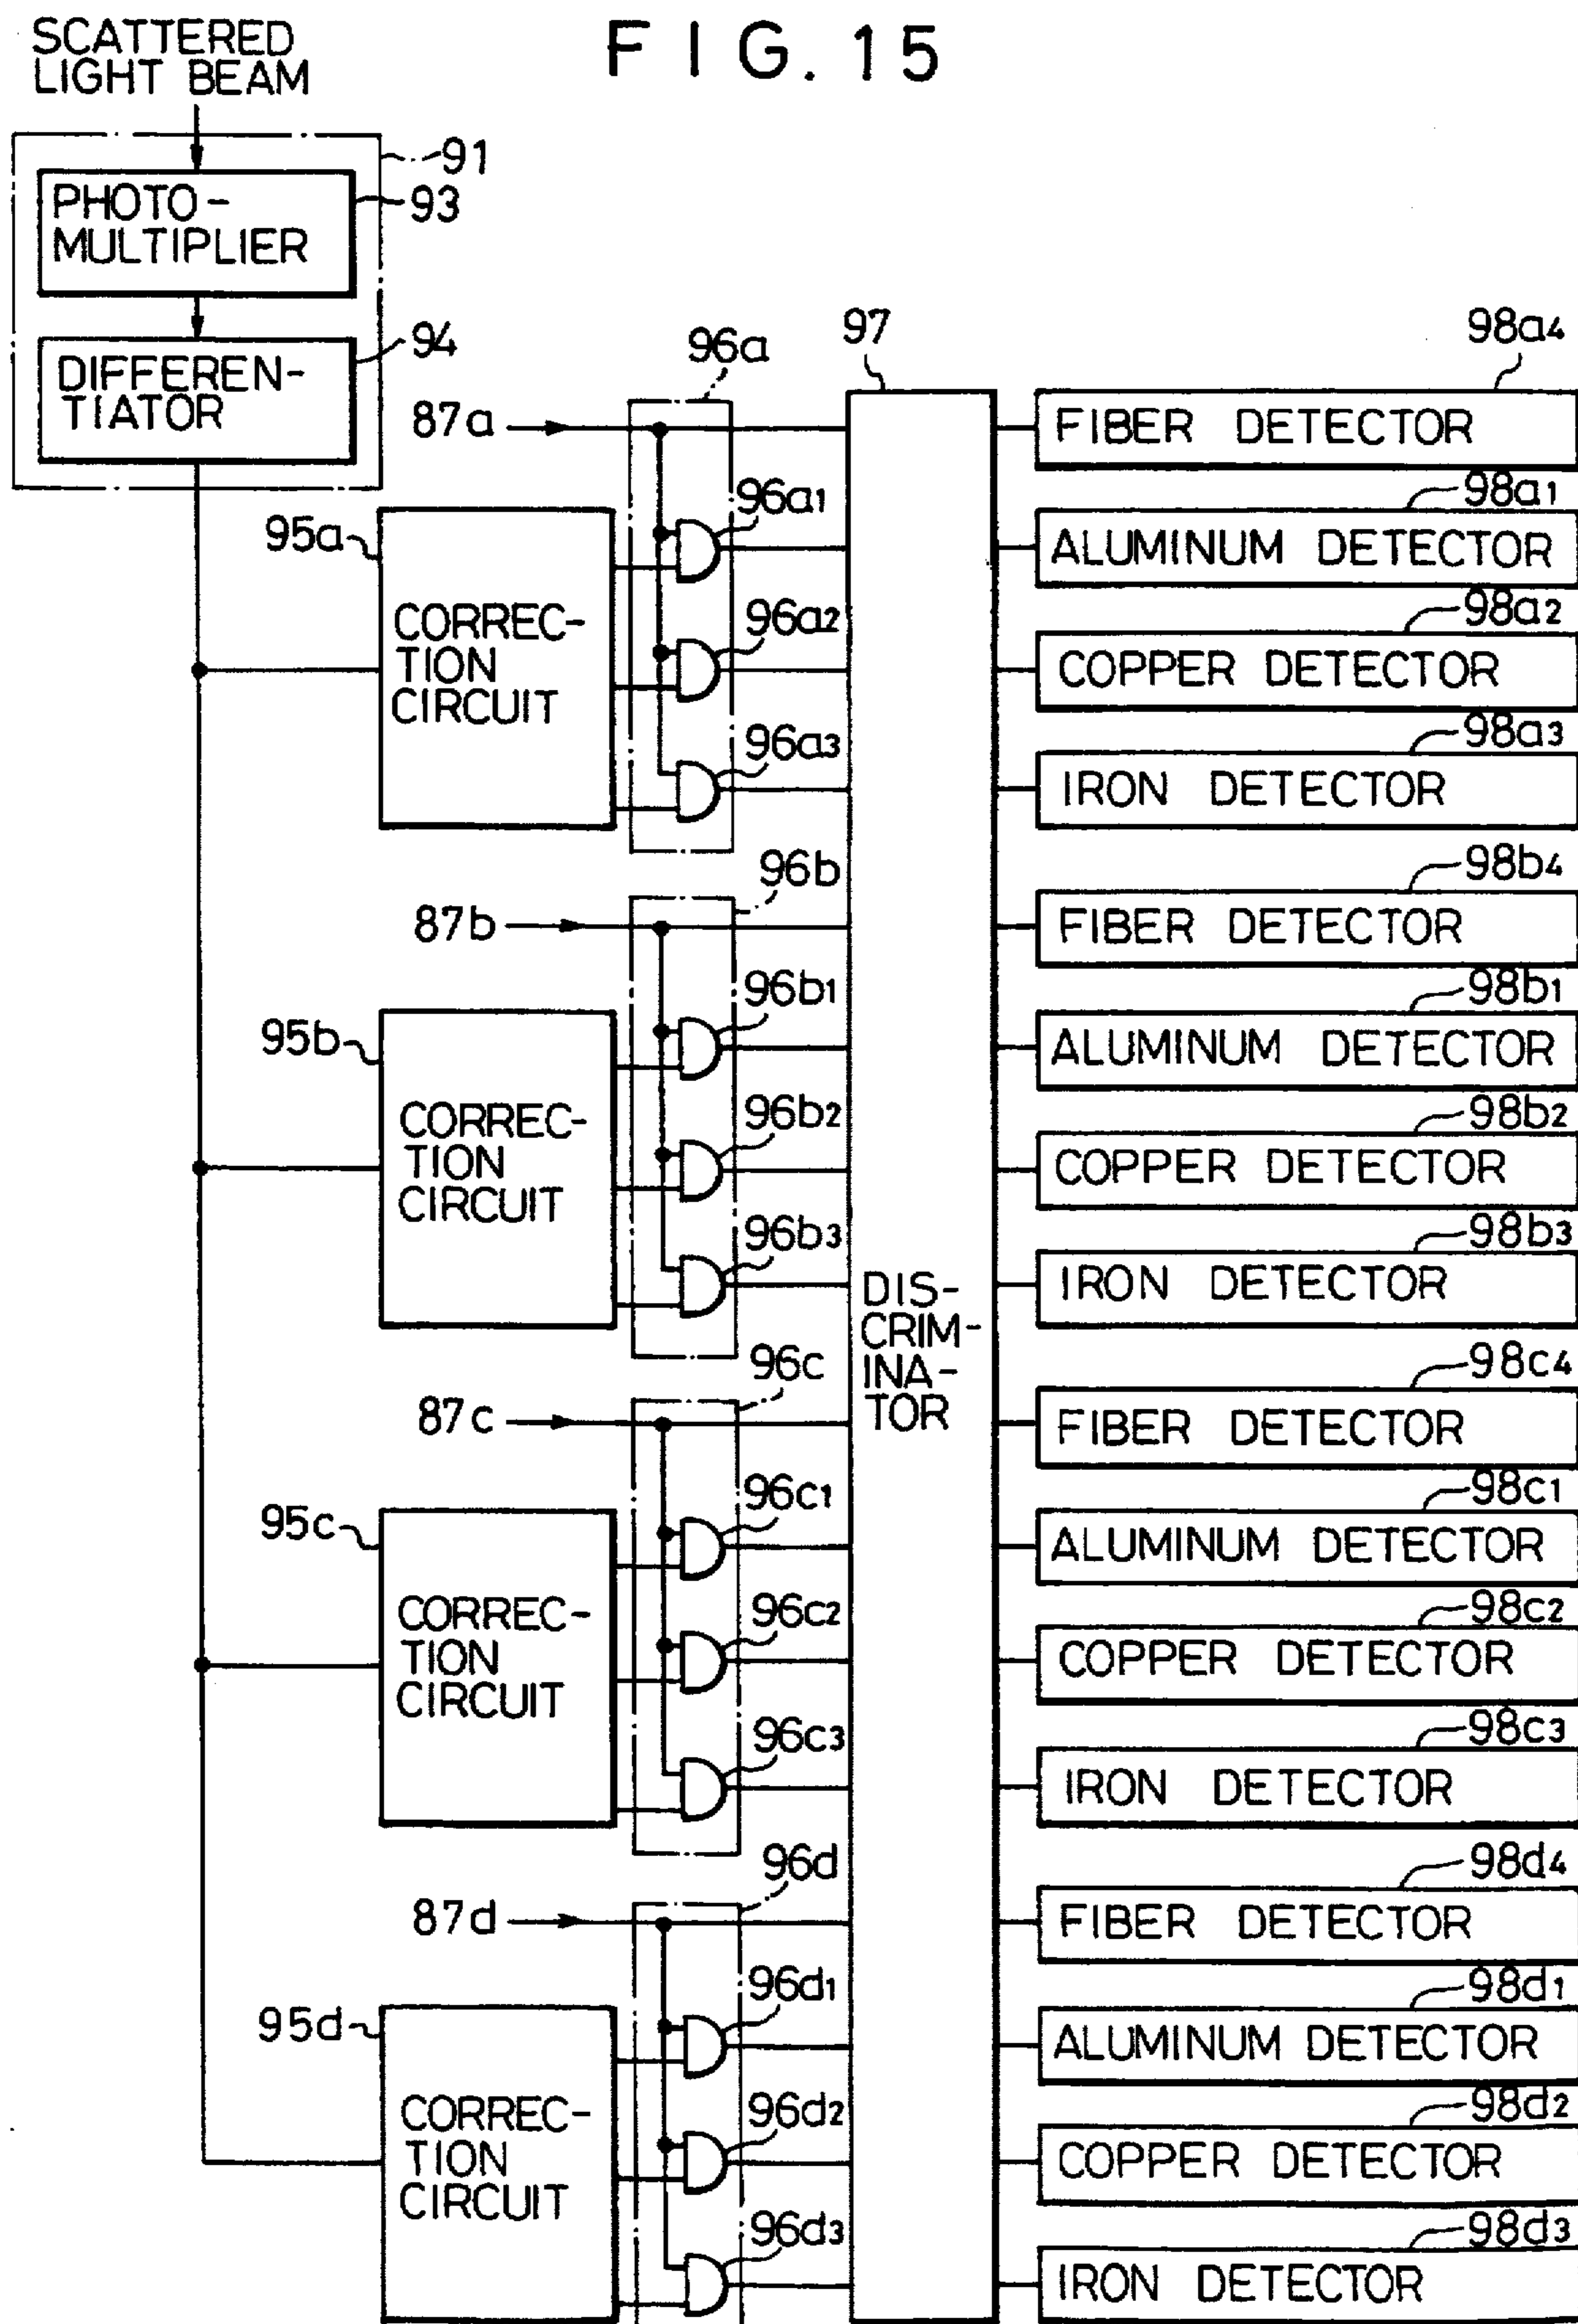 FIG. 15
SCATTERED
LIGHT BEAM
91
PHOTO-
MULTIPLIER
93
DIFFEREN-
TIATOR
94
97
96a
87a
98a4
FIBER DETECTOR
95a
CORREC-
TION
CIRCUIT
96a1
98a1
ALUMINUM DETECTOR
96a2
98a2
COPPER DETECTOR
96a3
98a3
IRON DETECTOR
96b
87b
98b4
FIBER DETECTOR
95b
CORREC-
TION
CIRCUIT
96b1
98b1
ALUMINUM DETECTOR
96b2
98b2
COPPER DETECTOR
96b3
98b3
IRON DETECTOR
DIS-
CRIM-
INA-
TOR
96c
87c
98c4
FIBER DETECTOR
95c
CORREC-
TION
CIRCUIT
96c1
98c1
ALUMINUM DETECTOR
96c2
98c2
COPPER DETECTOR
96c3
98c3
IRON DETECTOR
96d
87d
98d4
FIBER DETECTOR
95d
CORREC-
TION
CIRCUIT
96d1
98d1
ALUMINUM DETECTOR
96d2
98d2
COPPER DETECTOR
96d3
98d3
IRON DETECTOR